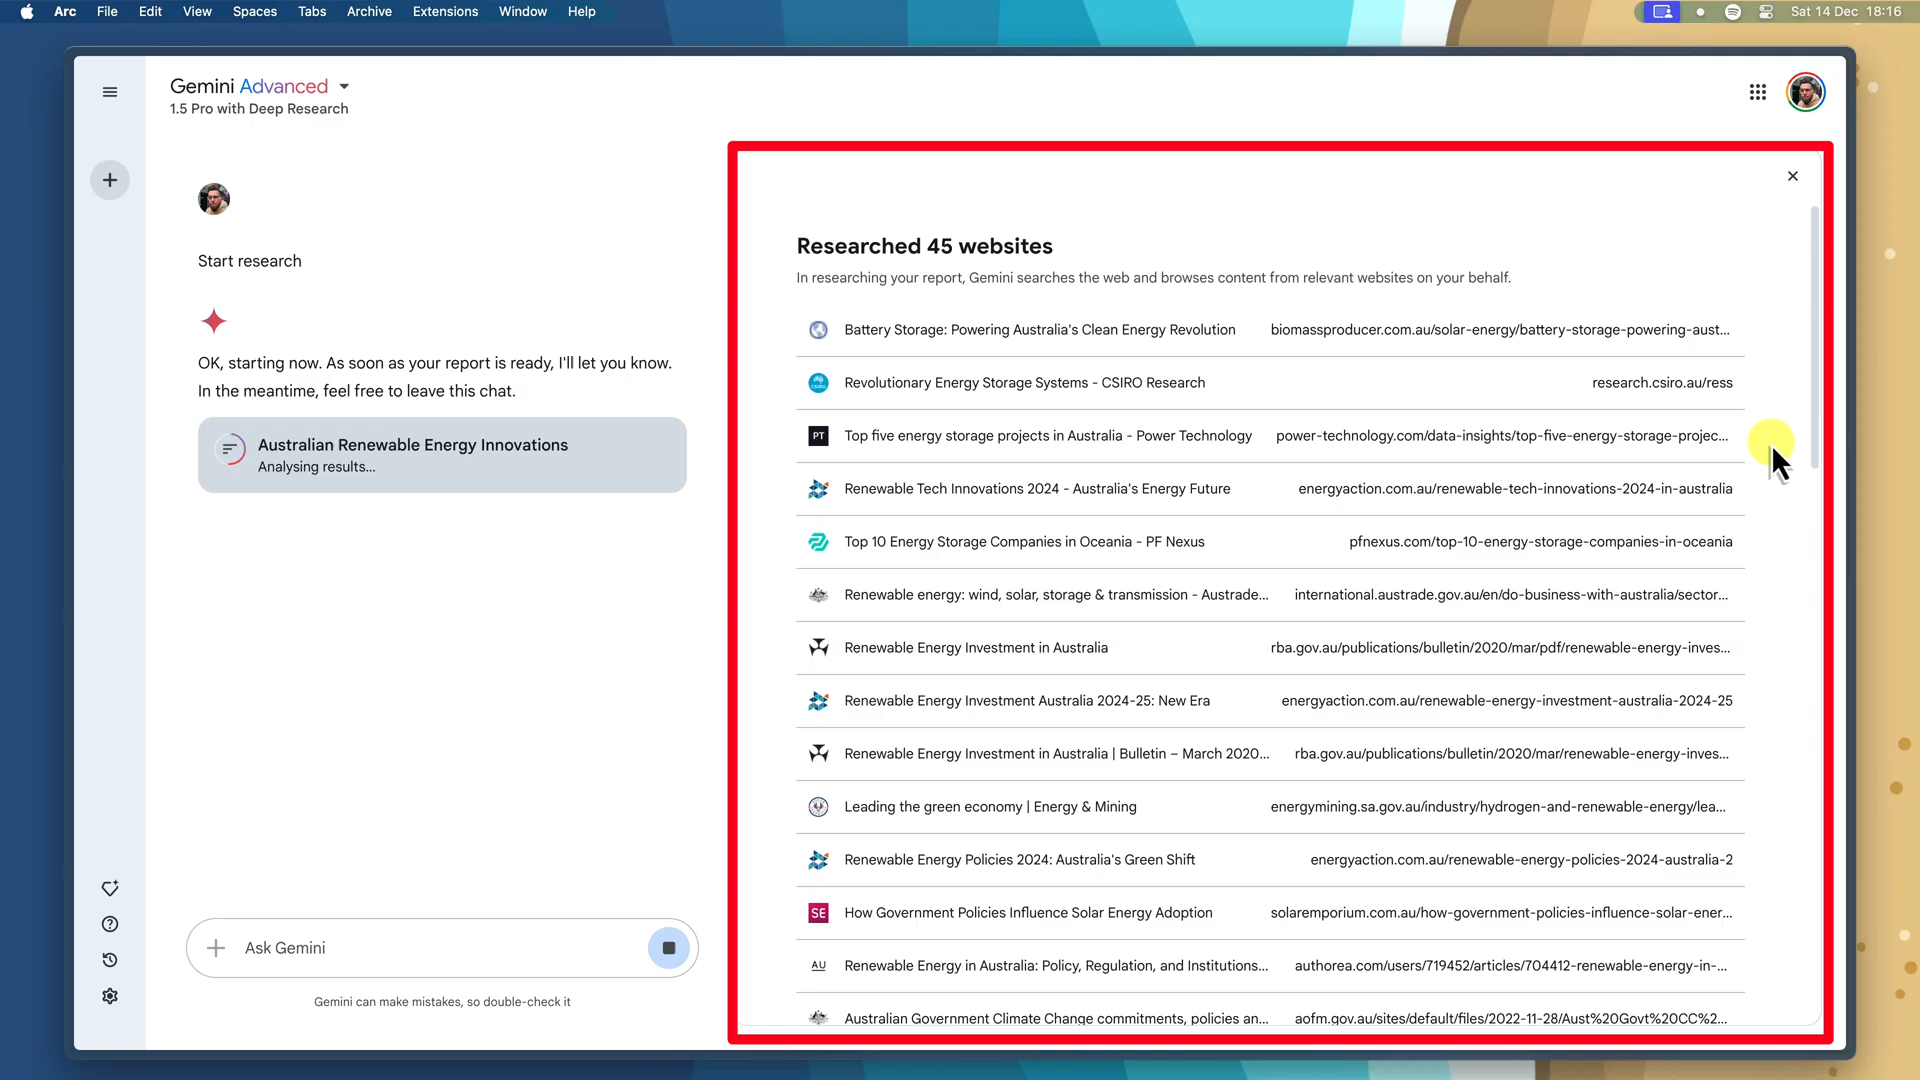 Arc File Edit View Spaces Tabs Archive Extensions Window Help
Sat 14 Dec 18:16
Gemini Advanced
1.5 Pro with Deep Research
Start research
OK, starting now. As soon as your report is ready, I'll let you know.
In the meantime, feel free to leave this chat.
Australian Renewable Energy Innovations
Analysing results...
Ask Gemini
Gemini can make mistakes, so double-check it
Researched 45 websites
In researching your report, Gemini searches the web and browses content from relevant websites on your behalf.
Battery Storage: Powering Australia's Clean Energy Revolution biomassproducer.com.au/solar-energy/battery-storage-powering-aust...
CSIRO Revolutionary Energy Storage Systems - CSIRO Research research.csiro.au/ress
PT Top five energy storage projects in Australia - Power Technology power-technology.com/data-insights/top-five-energy-storage-projec...
Renewable Tech Innovations 2024 - Australia's Energy Future energyaction.com.au/renewable-tech-innovations-2024-in-australia
Top 10 Energy Storage Companies in Oceania - PF Nexus pfnexus.com/top-10-energy-storage-companies-in-oceania
Renewable energy: wind, solar, storage & transmission - Austrade... international.austrade.gov.au/en/do-business-with-australia/sector...
Renewable Energy Investment in Australia rba.gov.au/publications/bulletin/2020/mar/pdf/renewable-energy-inves...
Renewable Energy Investment Australia 2024-25: New Era energyaction.com.au/renewable-energy-investment-australia-2024-25
Renewable Energy Investment in Australia | Bulletin – March 2020... rba.gov.au/publications/bulletin/2020/mar/renewable-energy-inves...
Leading the green economy | Energy & Mining energymining.sa.gov.au/industry/hydrogen-and-renewable-energy/lea...
Renewable Energy Policies 2024: Australia's Green Shift energyaction.com.au/renewable-energy-policies-2024-australia-2
SE How Government Policies Influence Solar Energy Adoption solaremporium.com.au/how-government-policies-influence-solar-ener...
AU Renewable Energy in Australia: Policy, Regulation, and Institutions... authorea.com/users/719452/articles/704412-renewable-energy-in-...
Australian Government Climate Change commitments, policies an... aofm.gov.au/sites/default/files/2022-11-28/Aust%20Govt%20CC%2...